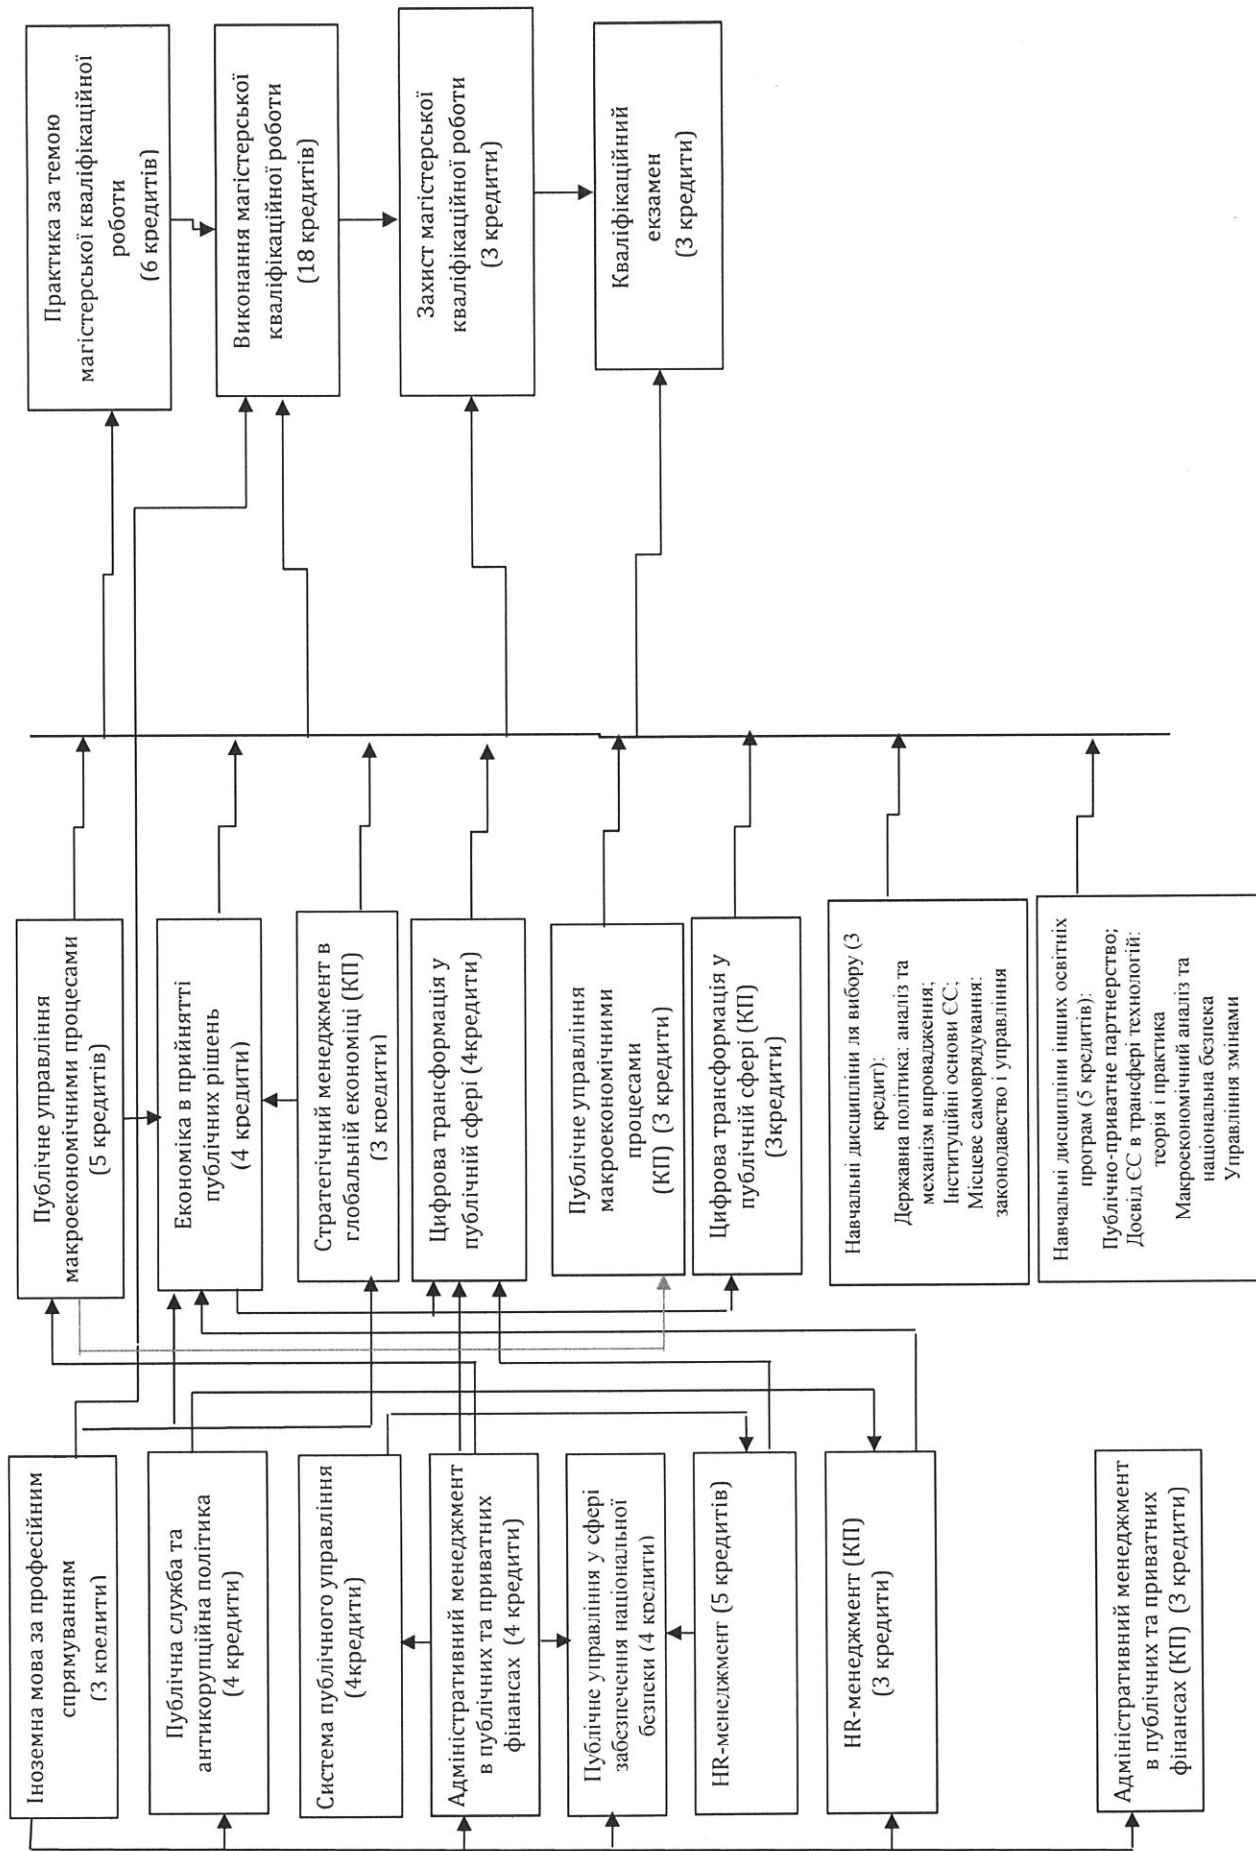 Іноземна мова за професійним
спрямуванням
(3 кредити)
Публічна служба та
антикорупційна політика
(4 кредити)
Система публічного управління
(4кредити)
Адміністративний менеджмент
в публічних та приватних
фінансах (4 кредити)
Публічне управління у сфері
забезпечення національної
безпеки (4 кредити)
HR-менеджмент (5 кредитів)
HR-менеджмент (КП)
(3 кредити)
Адміністративний менеджмент
в публічних та приватних
фінансах (КП) (3 кредити)
Публічне управління
макроекономічними процесами
(5 кредитів)
Економіка в прийнятті
публічних рішень
(4 кредити)
Стратегічний менеджмент в
глобальній економіці (КП)
(3 кредити)
Цифрова трансформація у
публічній сфері (4кредити)
Публічне управління
макроекономічними
процесами
(КП) (3 кредити)
Цифрова трансформація у
публічній сфері (КП)
(3кредити)
Навчальні дисципліни ля вибору (3
кредит):
Державна політика: аналіз та
механізм впровадження;
Інституційні основи ЄС;
Місцеве самоврядування:
законодавство і управління
Навчальні дисципліни інших освітніх
програм (5 кредитів):
Публічно-приватне партнерство;
Досвід ЄС в трансфері технологій:
теорія і практика
Макроекономічний аналіз та
національна безпека
Управління змінами
Практика за темою
магістерської кваліфікаційної
роботи
(6 кредитів)
Виконання магістерської
кваліфікаційної роботи
(18 кредитів)
Захист магістерської
кваліфікаційної роботи
(3 кредити)
Кваліфікаційний
екзамен
(3 кредити)